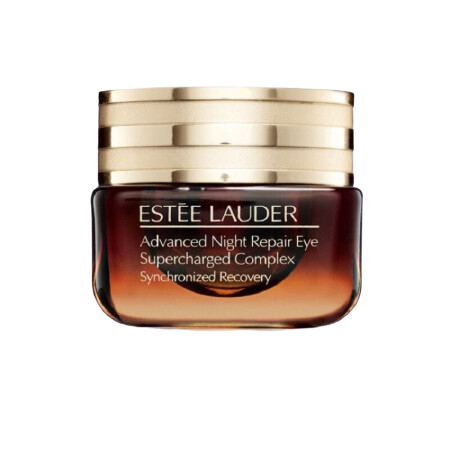 ESTĒE LAUDER
Advanced Night Repair Eye
Supercharged Complex
Synchronized Recovery